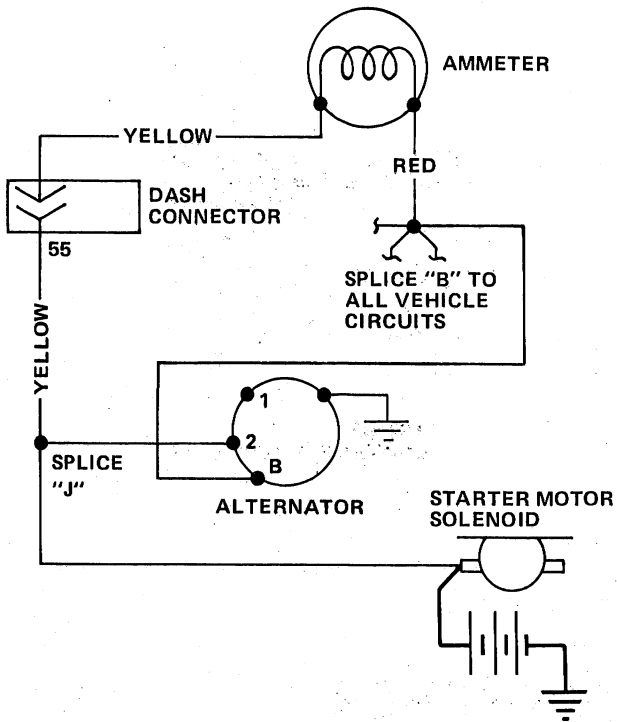 AMMETER
YELLOW
RED
DASH
CONNECTOR
55
SPLICE "B" TO
ALL VEHICLE
CIRCUITS
YELLOW
1
2
B
SPLICE
"J"
ALTERNATOR
STARTER MOTOR
SOLENOID